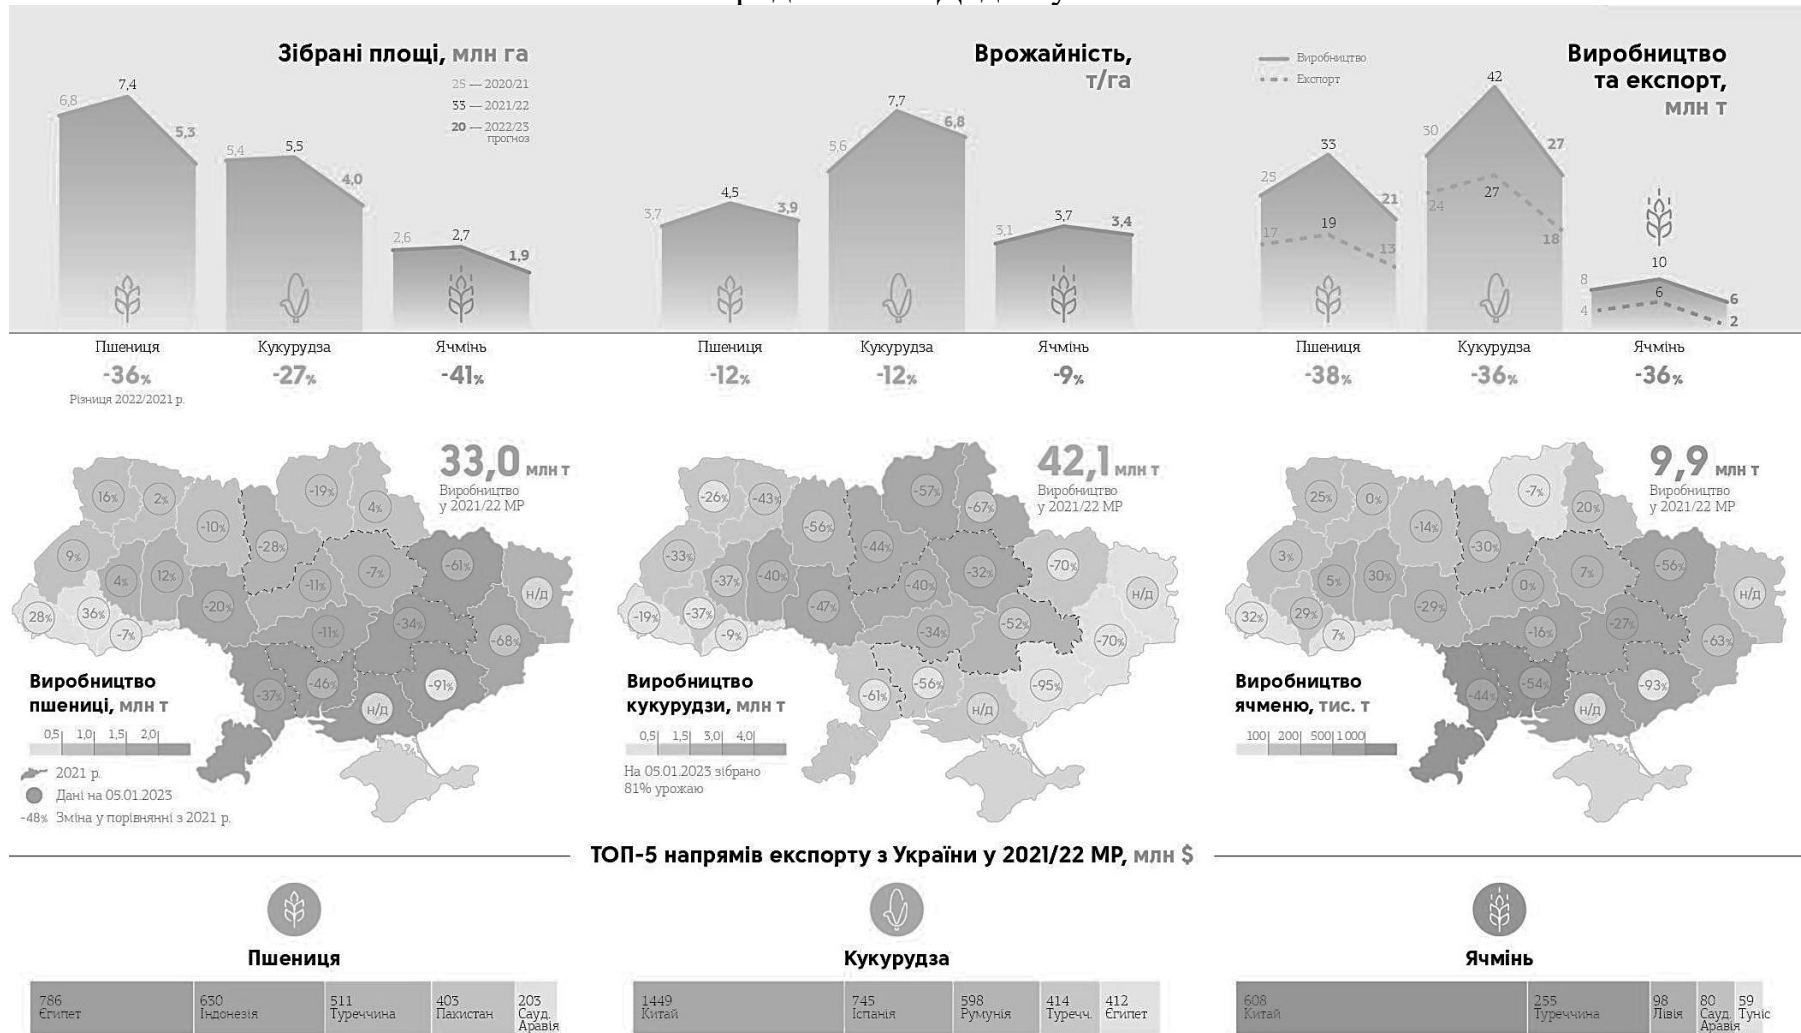 Зібрані площі, млн га
25 — 2020/21
33 — 2021/22
20 — 2022/23
прогноз
6,8
7,4
5,3
5,4
5,5
4,0
2,6
2,7
1,9
Пшениця
-36%
Різниця 2022/2021 р.
Кукурудза
-27%
Ячмінь
-41%
Врожайність,
т/га
3,7
4,5
3,9
5,6
7,7
6,8
3,1
3,7
3,4
Пшениця
-12%
Кукурудза
-12%
Ячмінь
-9%
Виробництво
Експорт
Виробництво
та експорт,
млн т
25
33
21
17
19
13
30
42
27
24
27
18
8
10
6
4
6
2
Пшениця
-38%
Кукурудза
-36%
Ячмінь
-36%
33,0 млн т
Виробництво
у 2021/22 МР
16%
2%
-10%
-19%
4%
-28%
9%
4%
12%
-11%
-7%
-61%
н/д
28%
36%
-7%
-20%
-11%
-34%
-68%
-37%
-46%
н/д
-91%
Виробництво
пшениці, млн т
0,5 1,0 1,5 2,0
2021 р.
Дані на 05.01.2023
-48% Зміна у порівнянні з 2021 р.
42,1 млн т
Виробництво
у 2021/22 МР
-26%
-43%
-56%
-57%
-67%
-44%
-33%
-37%
-40%
-40%
-32%
-70%
н/д
-19%
-37%
-9%
-47%
-34%
-52%
-70%
-61%
-56%
н/д
-95%
Виробництво
кукурудзи, млн т
0,5 1,5 3,0 4,0
На 05.01.2023 зібрано
81% урожаю
9,9 млн т
Виробництво
у 2021/22 МР
25%
0%
-14%
-7%
20%
-30%
3%
5%
30%
0%
7%
-56%
н/д
32%
29%
7%
-29%
-16%
-27%
-63%
-44%
-54%
н/д
-93%
Виробництво
ячменю, тис. т
100 200 500 1 000
ТОП-5 напрямів експорту з України у 2021/22 МР, млн $
Пшениця
786
Єгипет
630
Індонезія
511
Туреччина
403
Пакистан
203
Сауд.
Аравія
Кукурудза
1449
Китай
745
Іспанія
598
Румунія
414
Туречч.
412
Єгипет
Ячмінь
608
Китай
255
Туреччина
98
Лівія
80
Сауд.
Аравія
59
Туніс